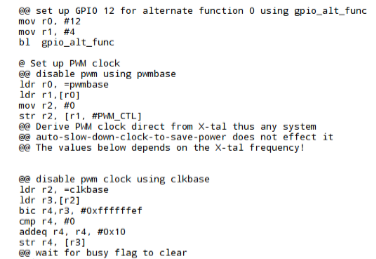 @@ set up GPIO 12 for alternate function 0 using gpio_alt_func
mov r0, #12
mov r1, #4
bl gpio_alt_func
@ Set up PWM clock
@@ disable pwm using pwmbase
ldr r0, =pwmbase
ldr r1,[r0]
mov r2, #0
str r2, [r1, #PWM_CTL]
@@ Derive PWM clock direct from X-tal thus any system
@@ auto-slow-down-clock-to-save-power does not effect it
@@ The values below depends on the X-tal frequency!
@@ disable pwm clock using clkbase
ldr r2, =clkbase
ldr r3,[r2]
bic r4,r3, #0xffffffef
cmp r4, #0
addeq r4, r4, #0x10
str r4, [r3]
@@ wait for busy flag to clear